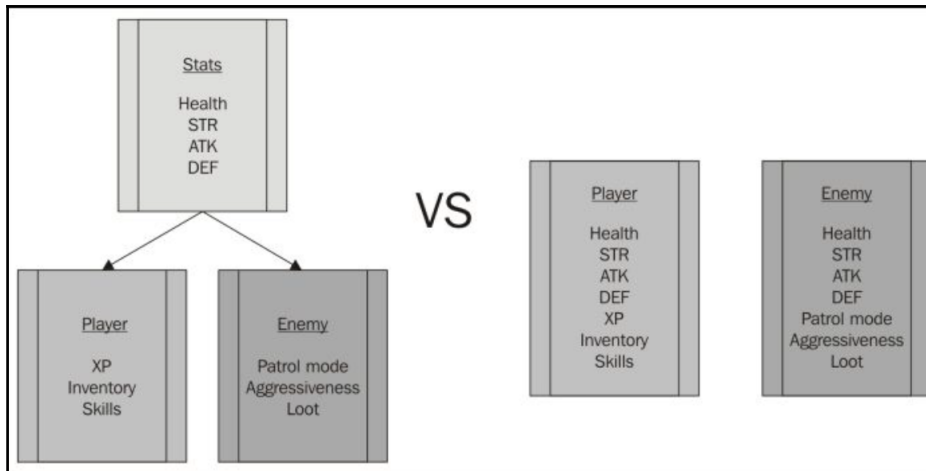 Stats
Health
STR
ATK
DEF
Player
XP
Inventory
Skills
Enemy
Patrol mode
Aggressiveness
Loot
VS
Player
Health
STR
ATK
DEF
XP
Inventory
Skills
Enemy
Health
STR
ATK
DEF
Patrol mode
Aggressiveness
Loot